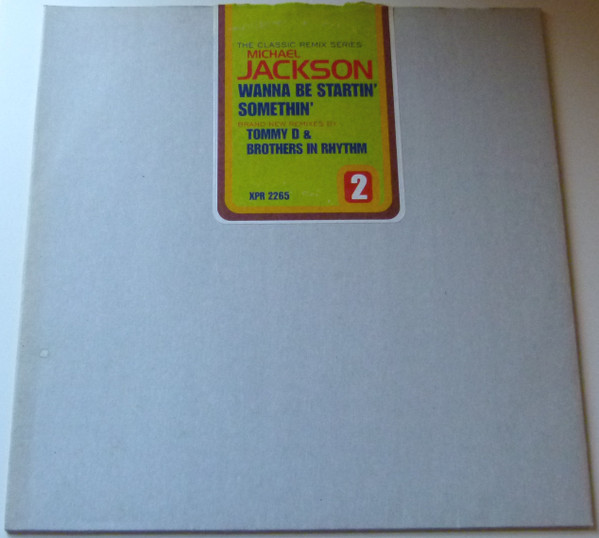 THE CLASSIC REMIX SERIES
MICHAEL
JACKSON
WANNA BE STARTIN'
SOMETHIN'
BRAND NEW REMIXES BY
TOMMY D &
BROTHERS IN RHYTHM
XPR 2265
2